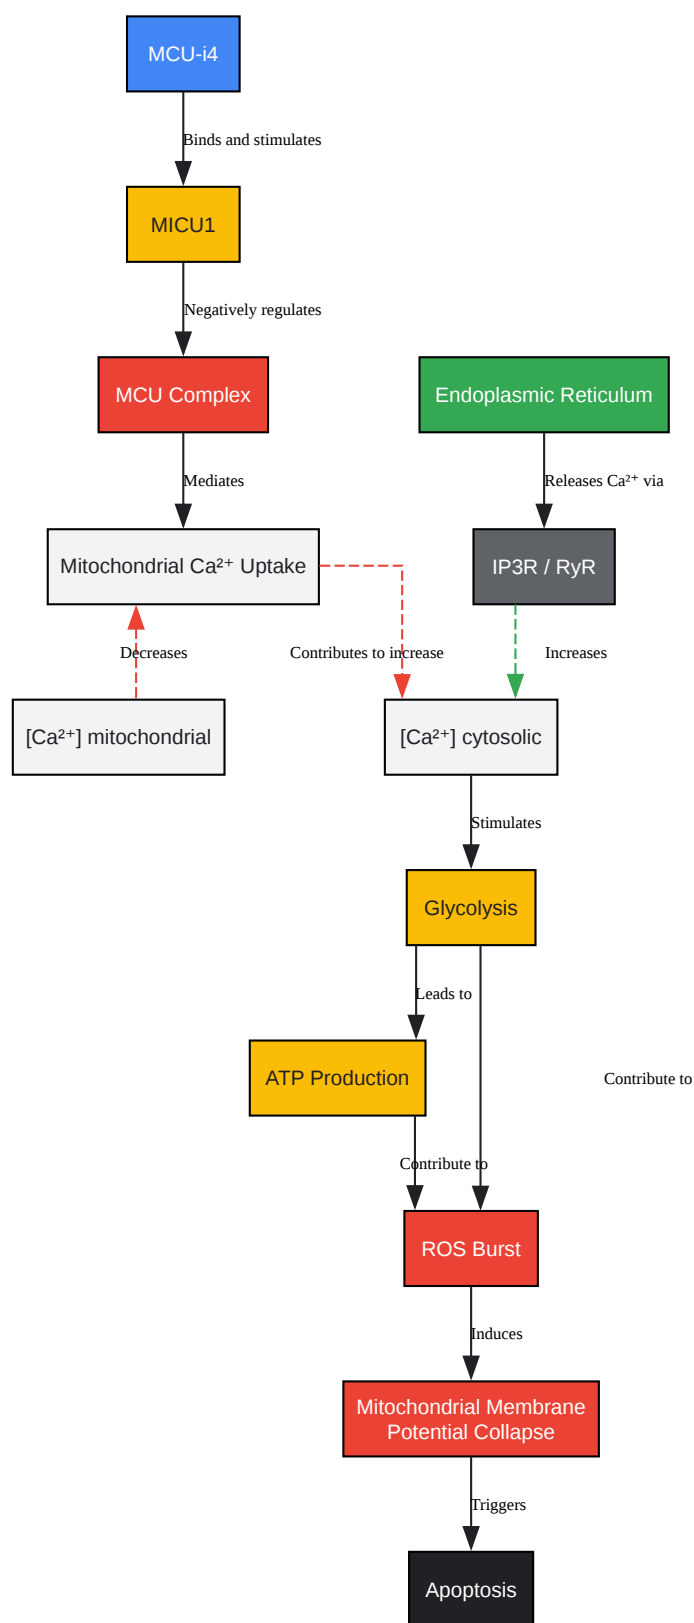 MCU-i4
Binds and stimulates
MICU1
Negatively regulates
MCU Complex
Endoplasmic Reticulum
Mediates
Releases Ca²⁺ via
Mitochondrial Ca²⁺ Uptake
IP3R / RyR
Decreases
Contributes to increase
Increases
[Ca²⁺] mitochondrial
[Ca²⁺] cytosolic
Stimulates
Glycolysis
Leads to
ATP Production
Contribute to
Contribute to
ROS Burst
Induces
Mitochondrial Membrane
Potential Collapse
Triggers
Apoptosis